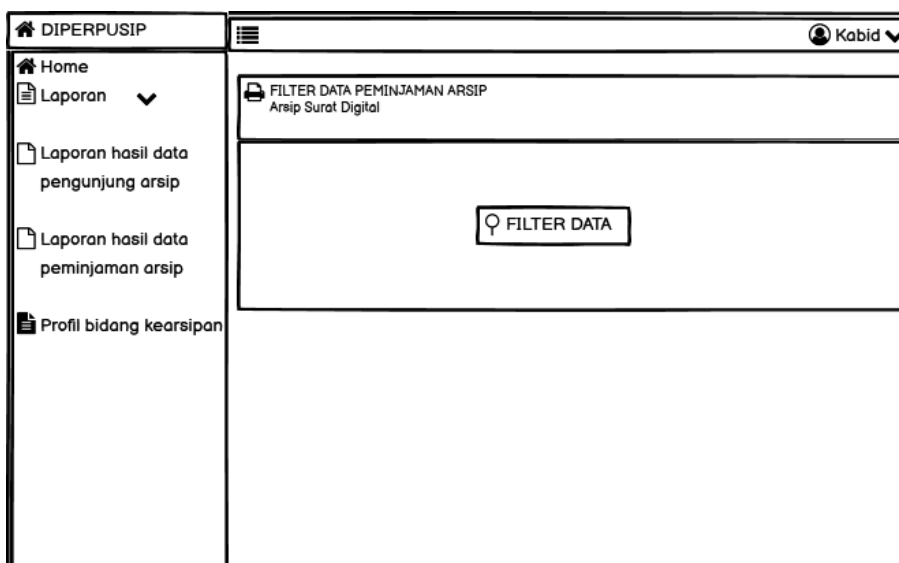 DIPERPUSIP
Kabid
Home
Laporan
Laporan hasil data
pengunjung arsip
Laporan hasil data
peminjaman arsip
Profil bidang kearsipan
FILTER DATA PEMINJAMAN ARSIP
Arsip Surat Digital
FILTER DATA